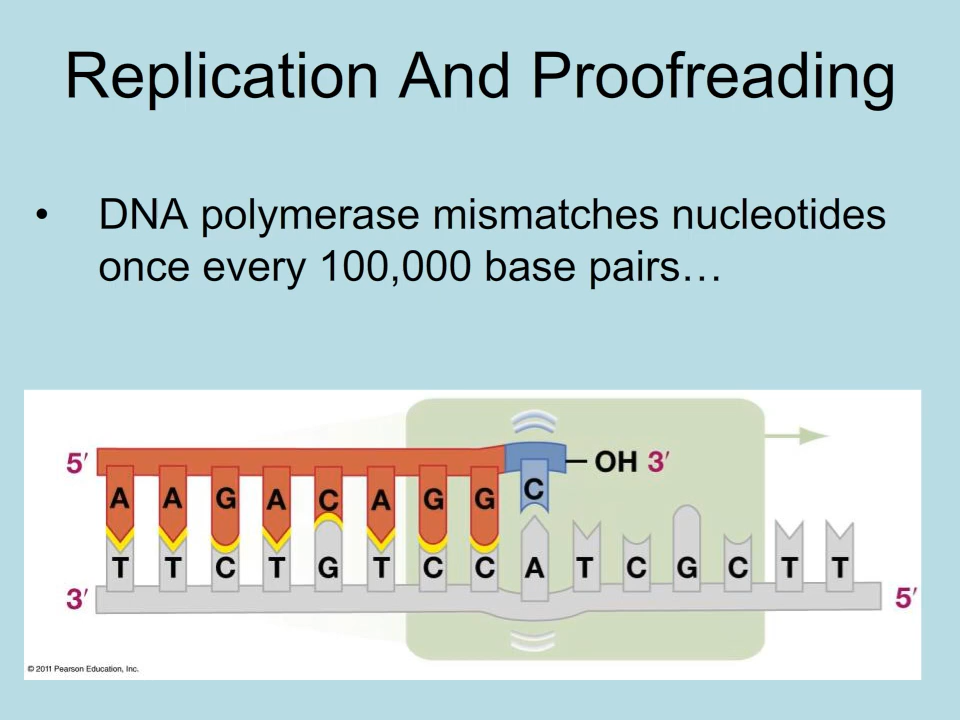 Replication And Proofreading
• DNA polymerase mismatches nucleotides
once every 100,000 base pairs…
5′ OH 3′
A A G A C A G G C
T T C T G T C C A T C G C T T
3′ 5′
© 2011 Pearson Education, Inc.